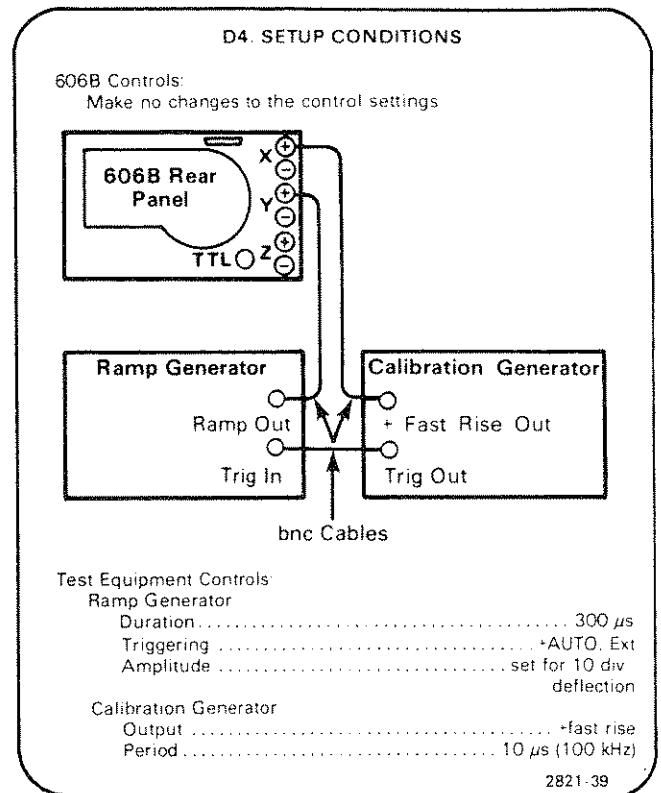 D4. SETUP CONDITIONS
606B Controls:
Make no changes to the control settings
606B Rear
Panel
X + −
Y + −
TTL Z + −
Ramp Generator
Calibration Generator
Ramp Out
+ Fast Rise Out
Trig In
Trig Out
bnc Cables
Test Equipment Controls:
Ramp Generator
Duration ........................................ 300 μs
Triggering .................................. +AUTO, Ext
Amplitude ............................... set for 10 div
deflection
Calibration Generator
Output ........................................ +fast rise
Period ................................. 10 μs (100 kHz)
2821-39